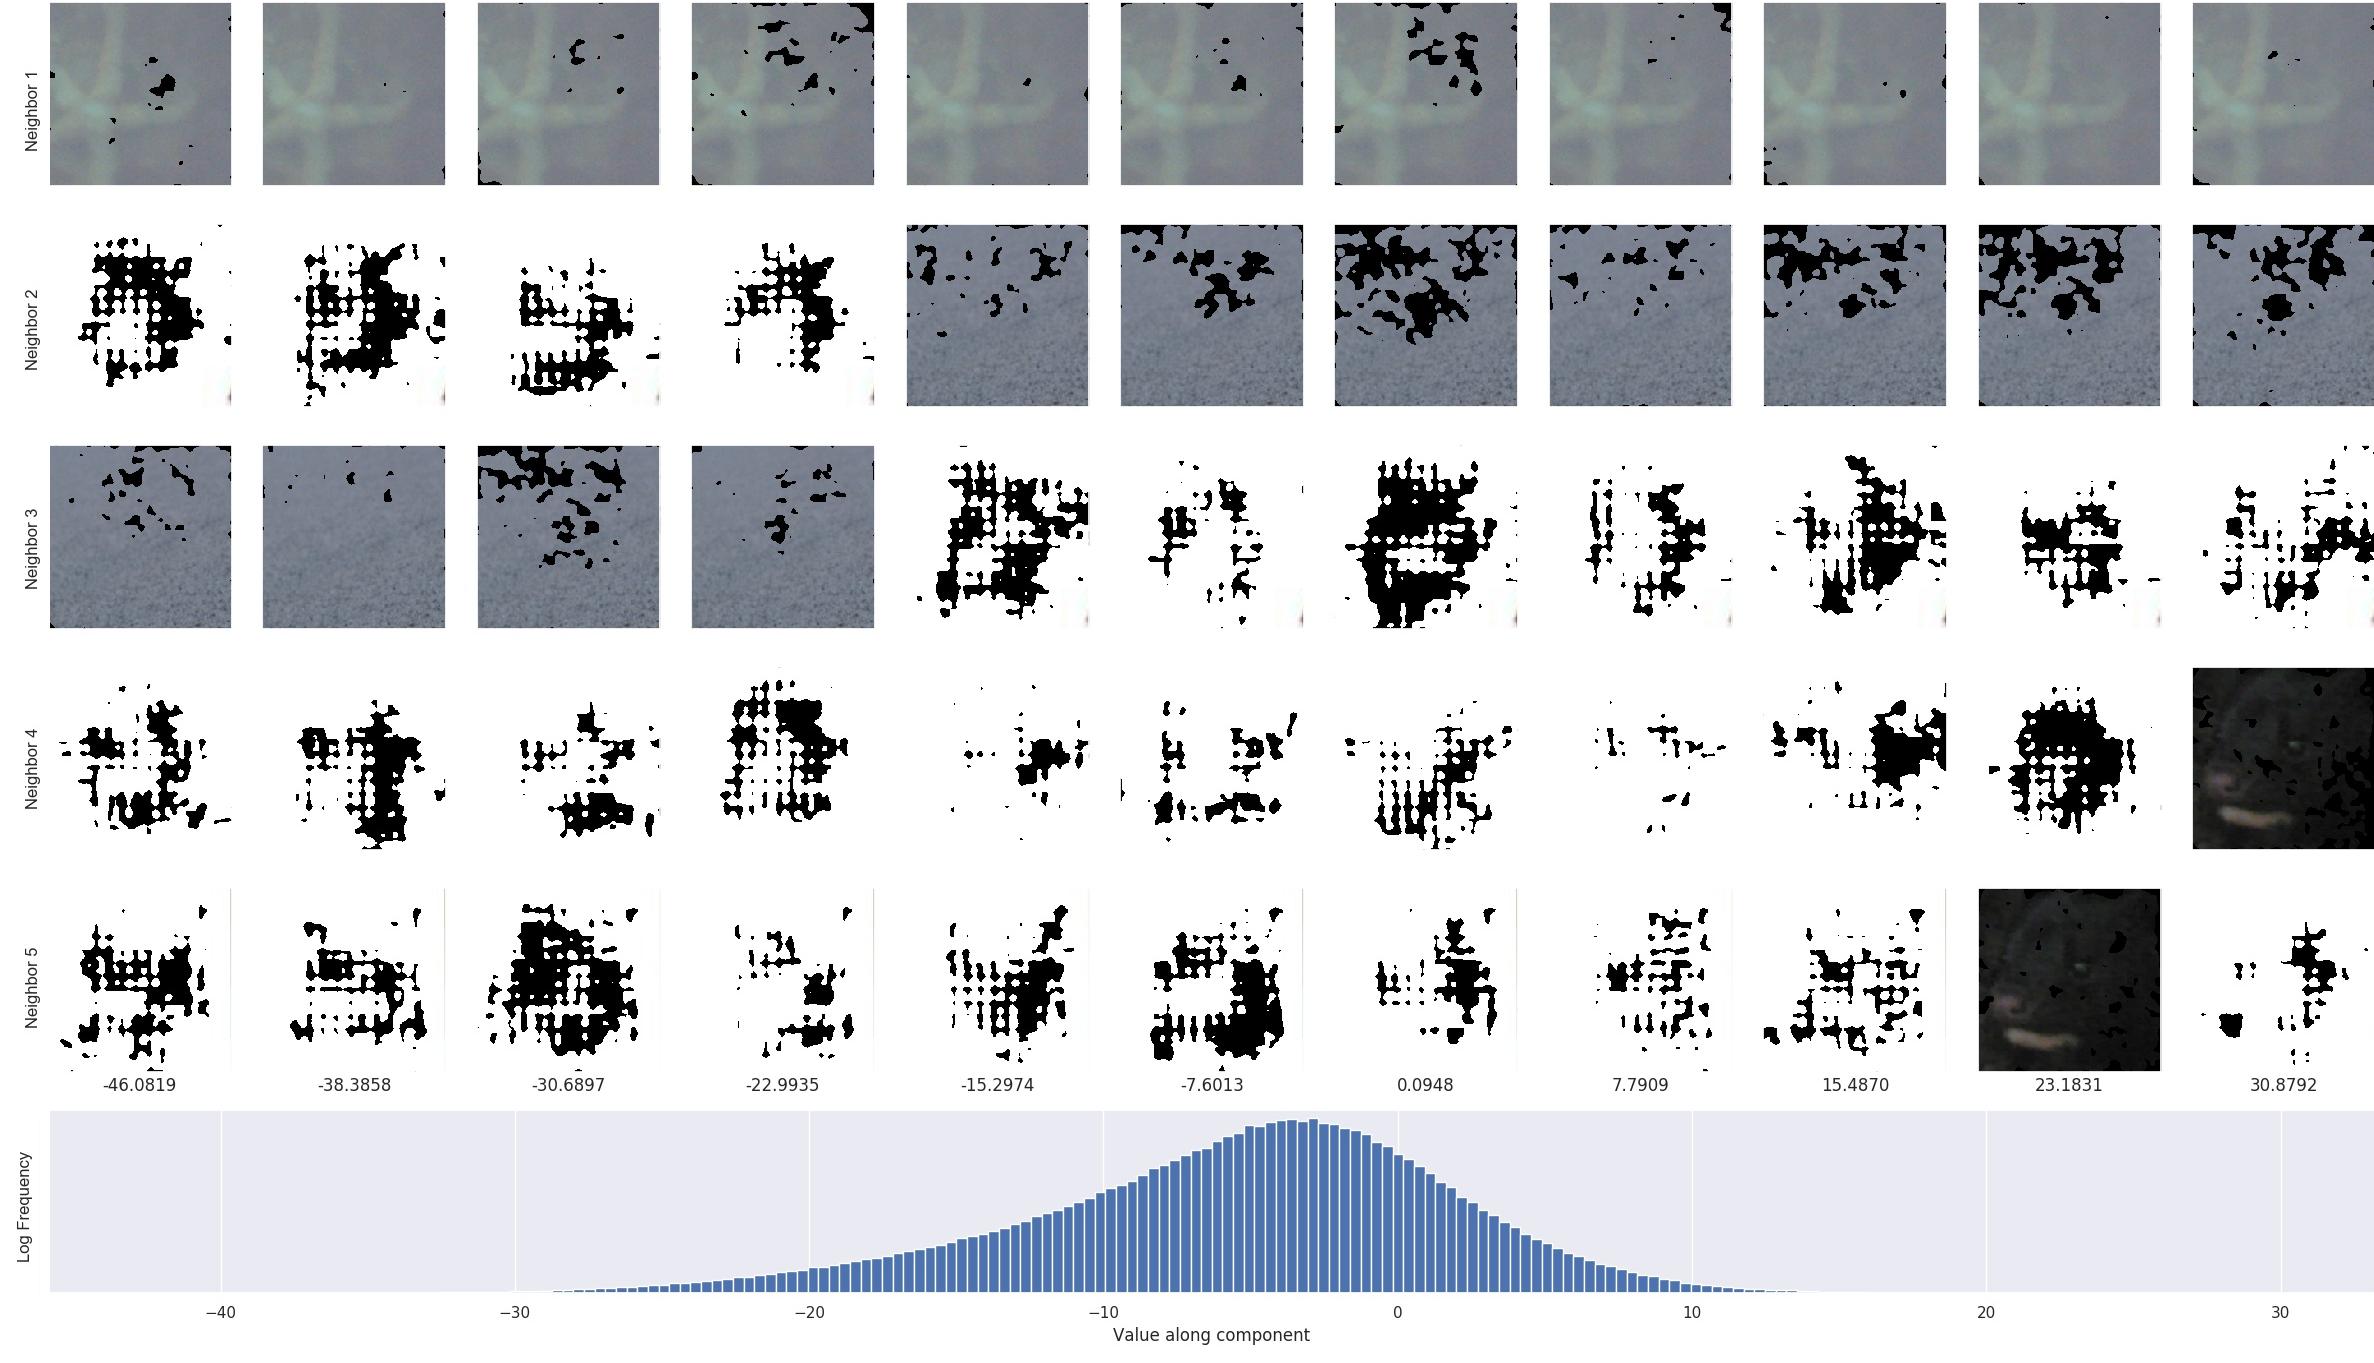 Neighbor 1
Neighbor 2
Neighbor 3
Neighbor 4
Neighbor 5
-46.0819 -38.3858 -30.6897 -22.9935 -15.2974 -7.6013 0.0948 7.7909 15.4870 23.1831 30.8792
Log Frequency
−40 −30 −20 −10 0 10 20 30
Value along component